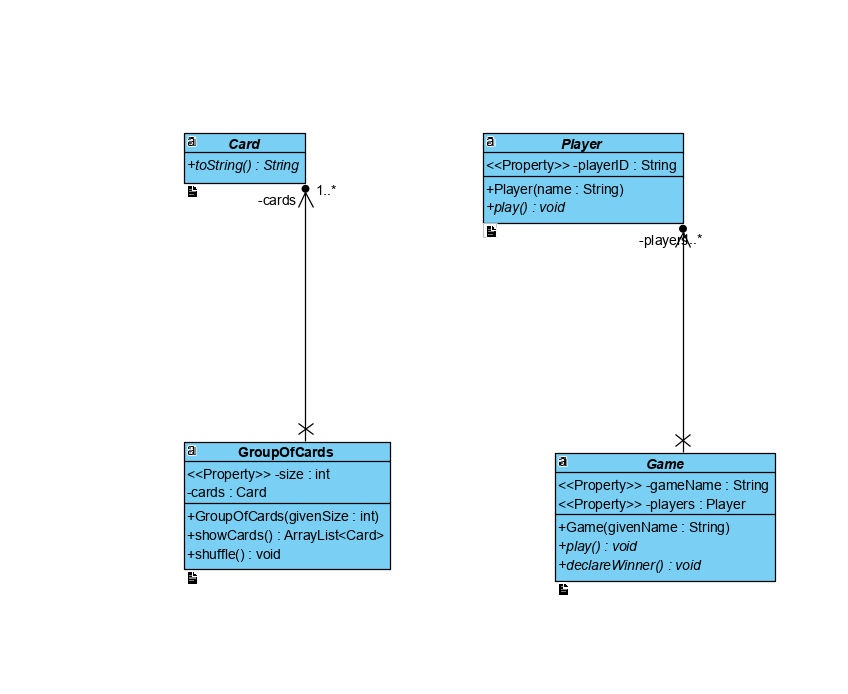 a
Card
+toString() : String
1..*
-cards
a
Player
<<Property>> -playerID : String
+Player(name : String)
+play() : void
-players
1..*
a
GroupOfCards
<<Property>> -size : int
-cards : Card
+GroupOfCards(givenSize : int)
+showCards() : ArrayList<Card>
+shuffle() : void
a
Game
<<Property>> -gameName : String
<<Property>> -players : Player
+Game(givenName : String)
+play() : void
+declareWinner() : void